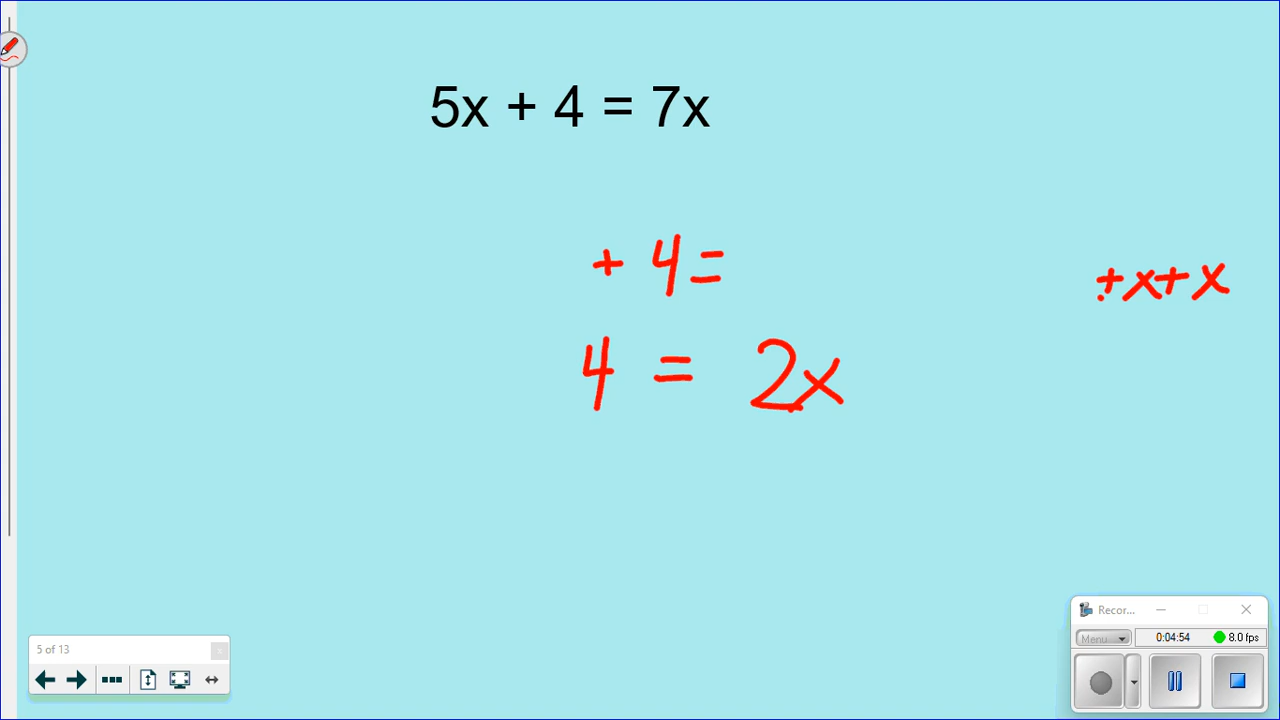 5x + 4 = 7x
+ 4 = + x + x
4 = 2x
Recor...
Menu 0:04:54 8.0 fps
5 of 13